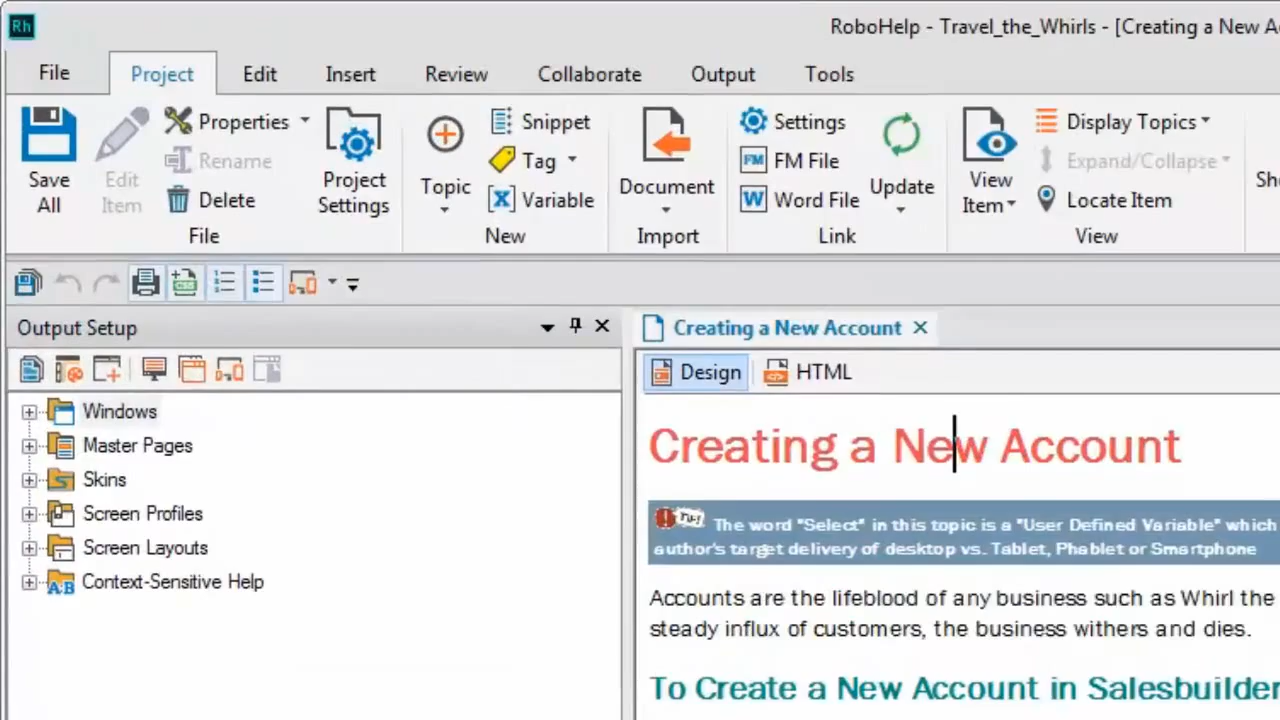 Rh
RoboHelp - Travel_the_Whirls - [Creating a New A
File Project Edit Insert Review Collaborate Output Tools
Save All
Edit Item
Properties
Rename
Delete
Project Settings
File
Topic
Snippet
Tag
Variable
New
Document
Import
Settings
FM File
Word File
Update
Link
View Item
Display Topics
Expand/Collapse
Locate Item
View
Sh
Output Setup
Windows
Master Pages
Skins
Screen Profiles
Screen Layouts
Context-Sensitive Help
Creating a New Account
Design HTML
Creating a New Account
The word "Select" in this topic is a "User Defined Variable" which
author's target delivery of desktop vs. Tablet, Phablet or Smartphone
Accounts are the lifeblood of any business such as Whirl the
steady influx of customers, the business withers and dies.
To Create a New Account in Salesbuilder